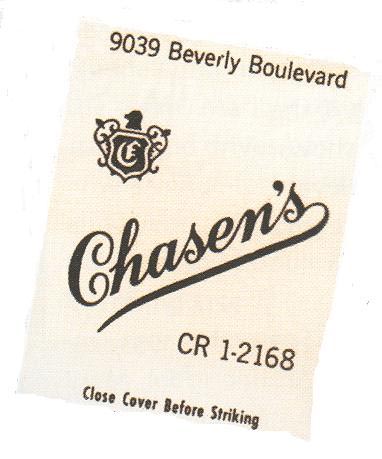 9039 Beverly Boulevard
C
Chasen's
CR 1-2168
Close Cover Before Striking